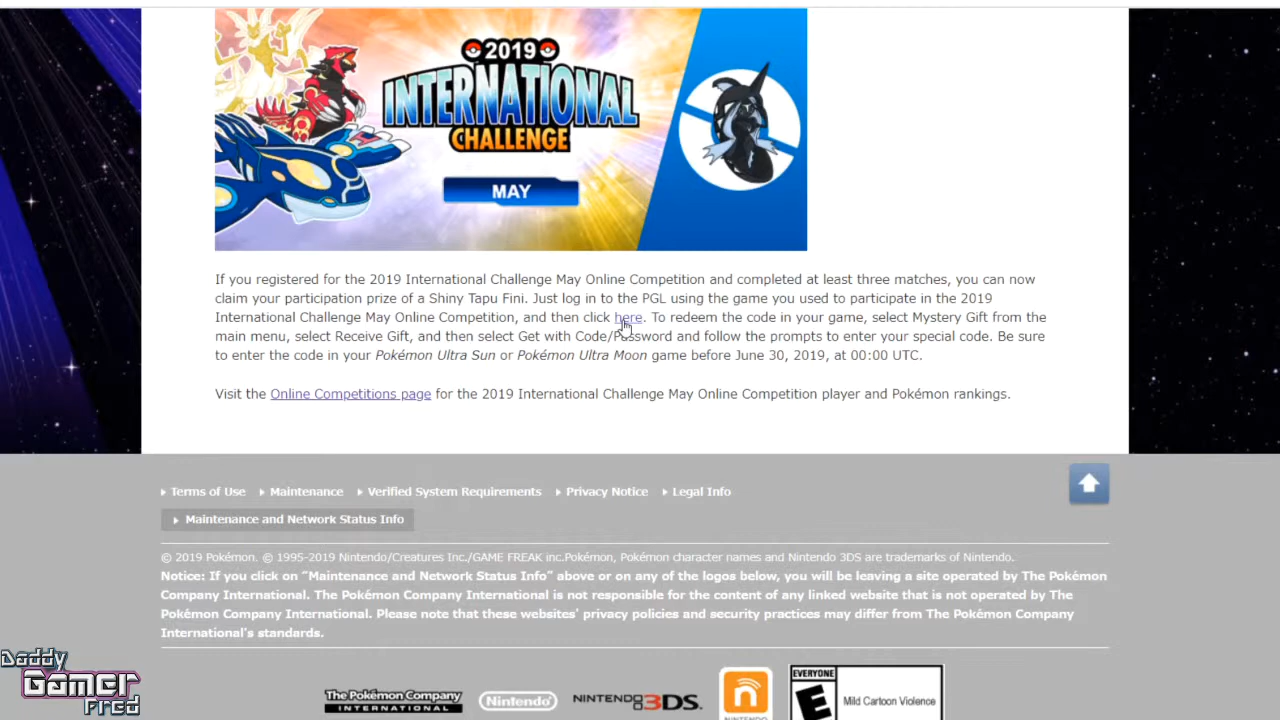 2019
INTERNATIONAL
CHALLENGE
MAY
If you registered for the 2019 International Challenge May Online Competition and completed at least three matches, you can now
claim your participation prize of a Shiny Tapu Fini. Just log in to the PGL using the game you used to participate in the 2019
International Challenge May Online Competition, and then click here. To redeem the code in your game, select Mystery Gift from the
main menu, select Receive Gift, and then select Get with Code/Password and follow the prompts to enter your special code. Be sure
to enter the code in your Pokémon Ultra Sun or Pokémon Ultra Moon game before June 30, 2019, at 00:00 UTC.
Visit the Online Competitions page for the 2019 International Challenge May Online Competition player and Pokémon rankings.
Terms of Use Maintenance Verified System Requirements Privacy Notice Legal Info
Maintenance and Network Status Info
© 2019 Pokémon. © 1995-2019 Nintendo/Creatures Inc./GAME FREAK inc.Pokémon, Pokémon character names and Nintendo 3DS are trademarks of Nintendo.
Notice: If you click on "Maintenance and Network Status Info" above or on any of the logos below, you will be leaving a site operated by The Pokémon
Company International. The Pokémon Company International is not responsible for the content of any linked website that is not operated by The
Pokémon Company International. Please note that these websites' privacy policies and security practices may differ from The Pokémon Company
International's standards.
Daddy
Gamer
Fred
The Pokémon Company
INTERNATIONAL
Nintendo
NINTENDO3DS
n
NINTENDO
EVERYONE
E
Mild Cartoon Violence